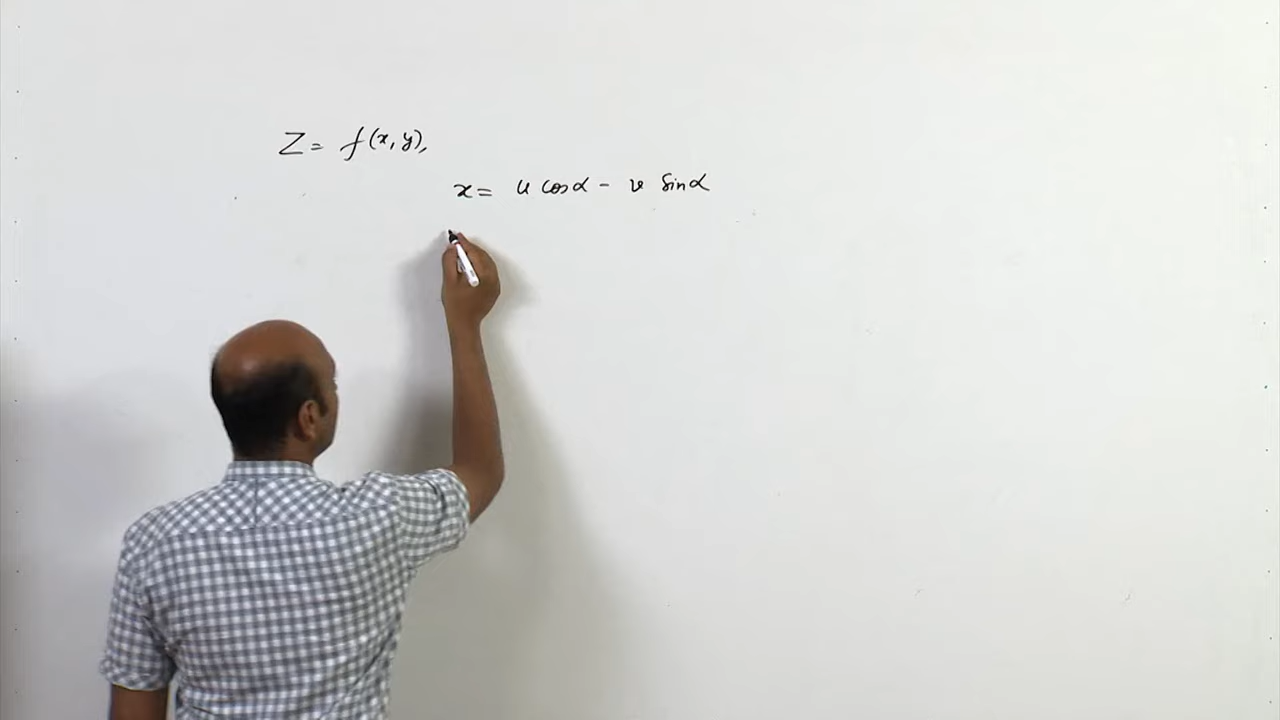 Z = f(x, y),
x = u cosα - v sinα